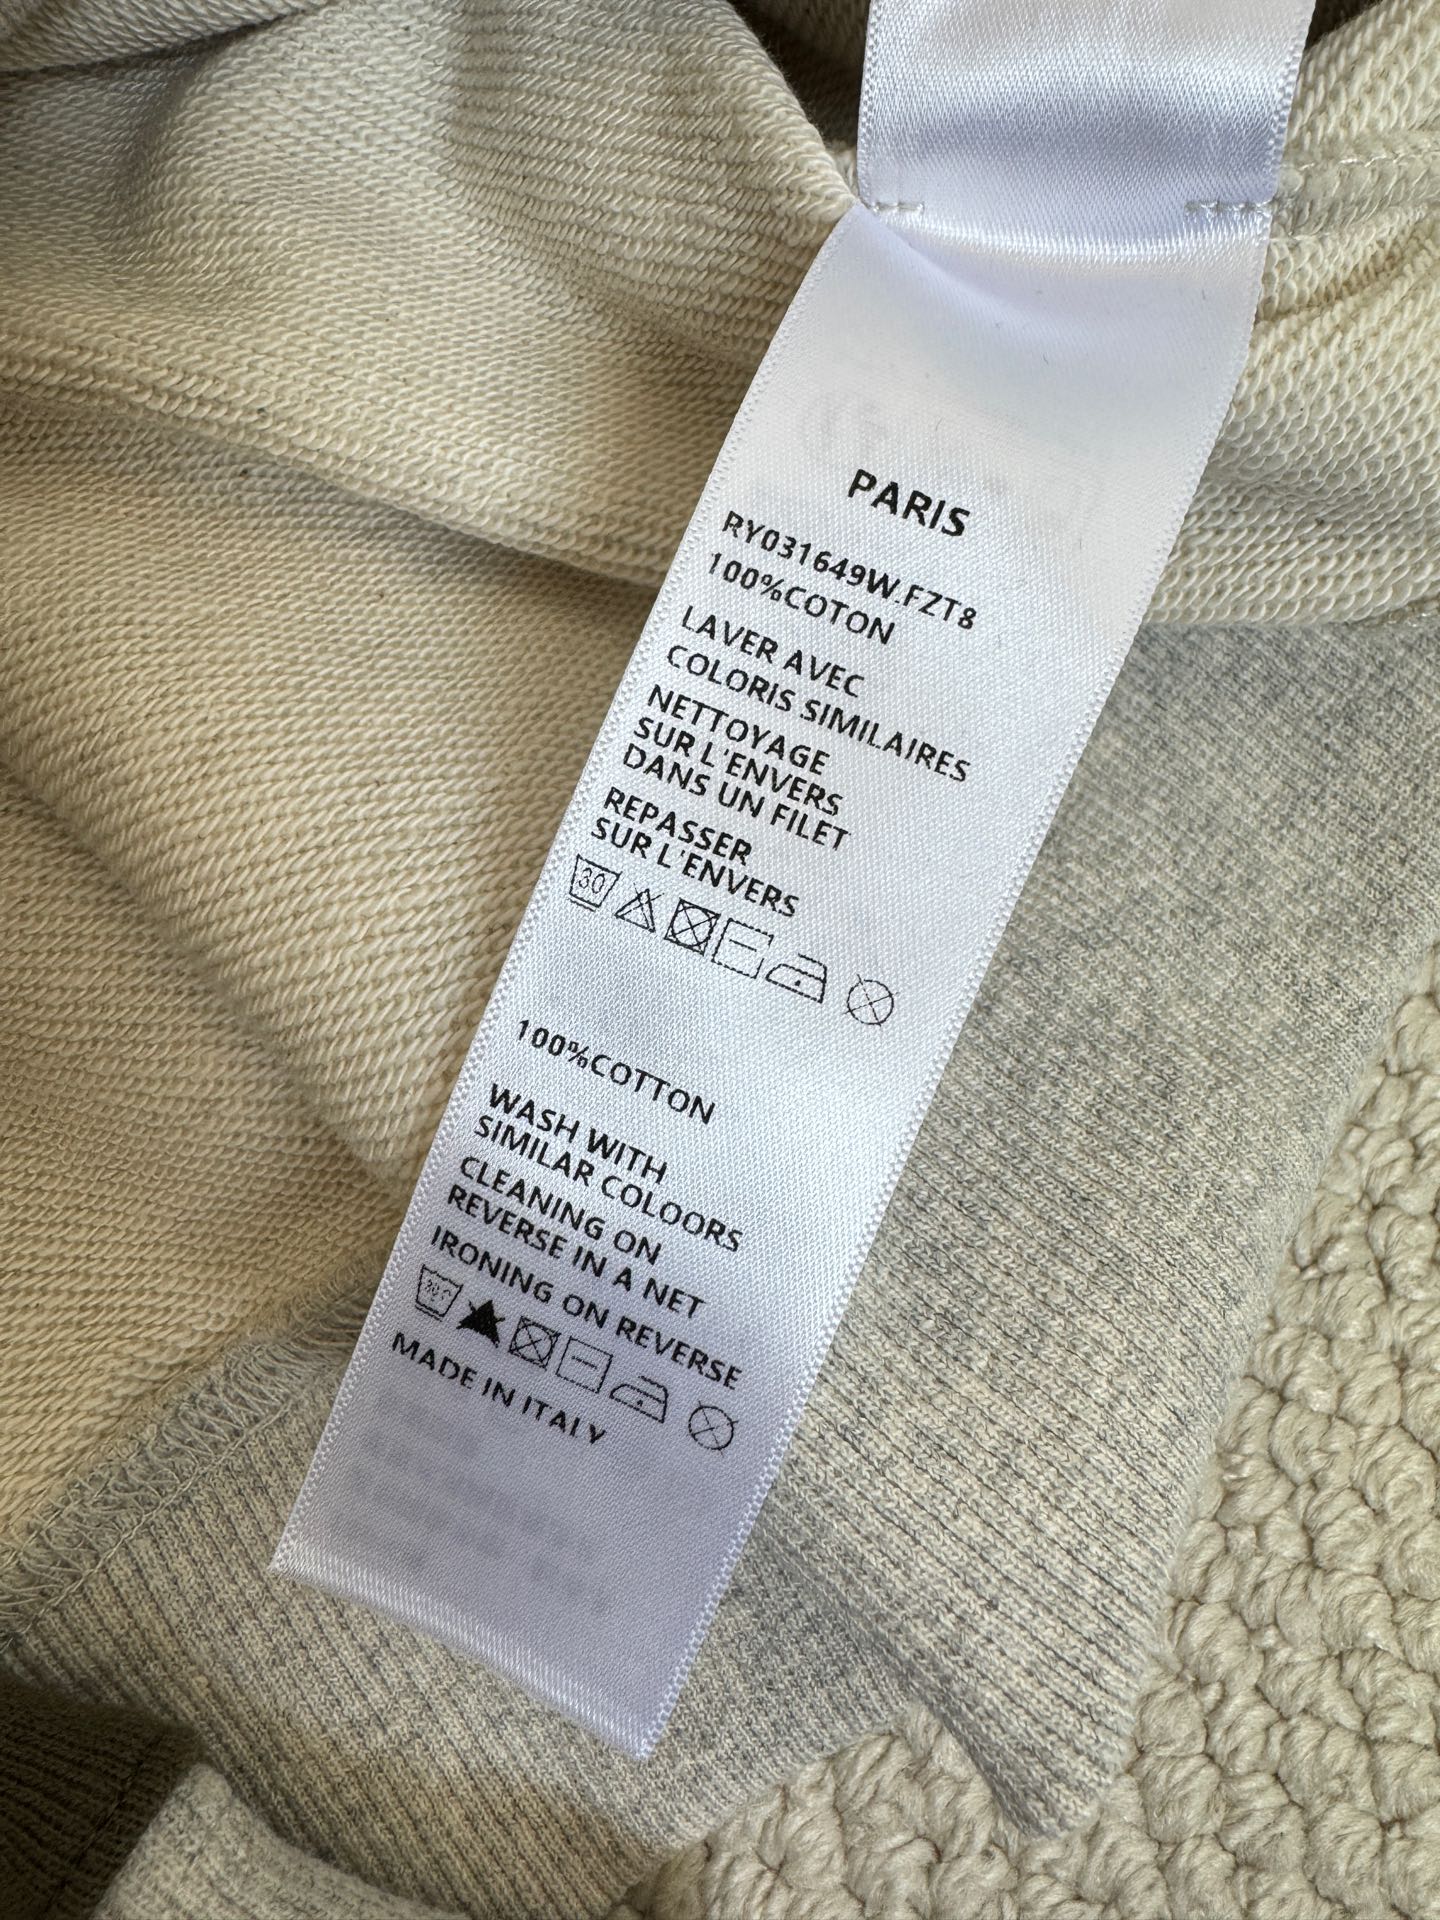 PARIS
RY031649W.FZT8
100%COTON
LAVER AVEC
COLORIS SIMILAIRES
NETTOYAGE
SUR L'ENVERS
DANS UN FILET
REPASSER
SUR L'ENVERS
30
100%COTTON
WASH WITH
SIMILAR COLOORS
CLEANING ON
REVERSE IN A NET
IRONING ON REVERSE
MADE IN ITALY